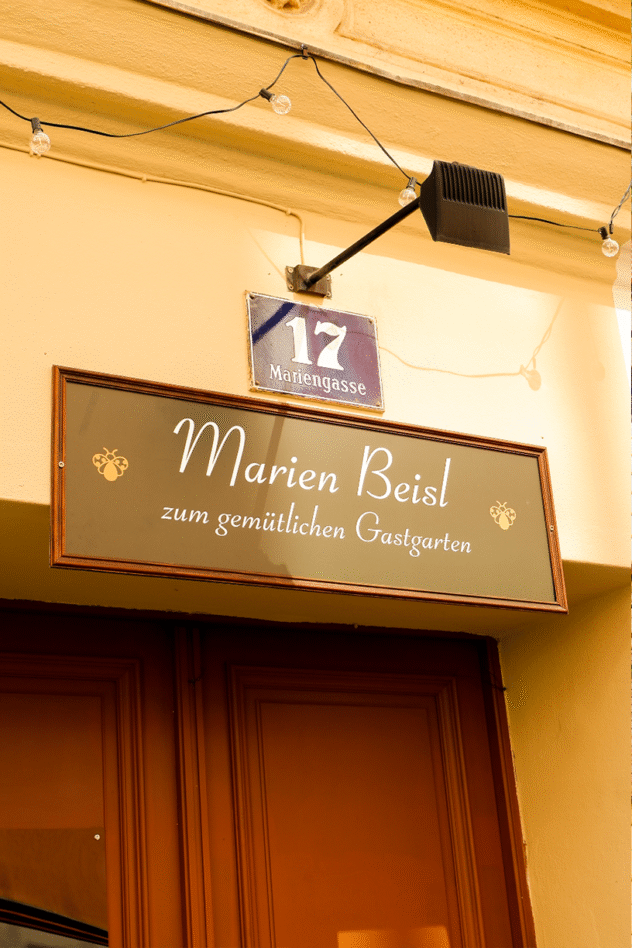 17
Mariengasse
Marien Beisl
zum gemütlichen Gastgarten